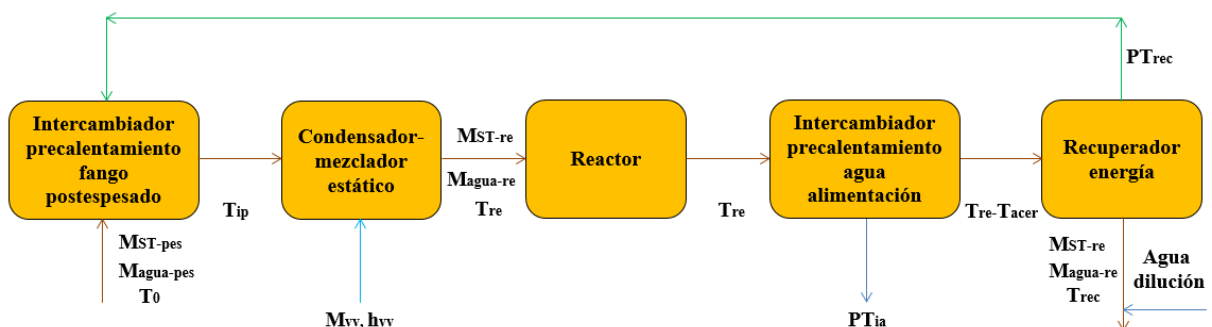 PTrec
Intercambiador
precalentamiento
fango
postespesado
Condensador-
mezclador
estático
MST-re
Magua-re
Tre
Reactor
Intercambiador
precalentamiento
agua
alimentación
Recuperador
energía
Tip
Tre
Tre-Tacer
MST-pes
Magua-pes
T0
Mvv, hvv
PTia
MST-re
Magua-re
Trec
Agua
dilución